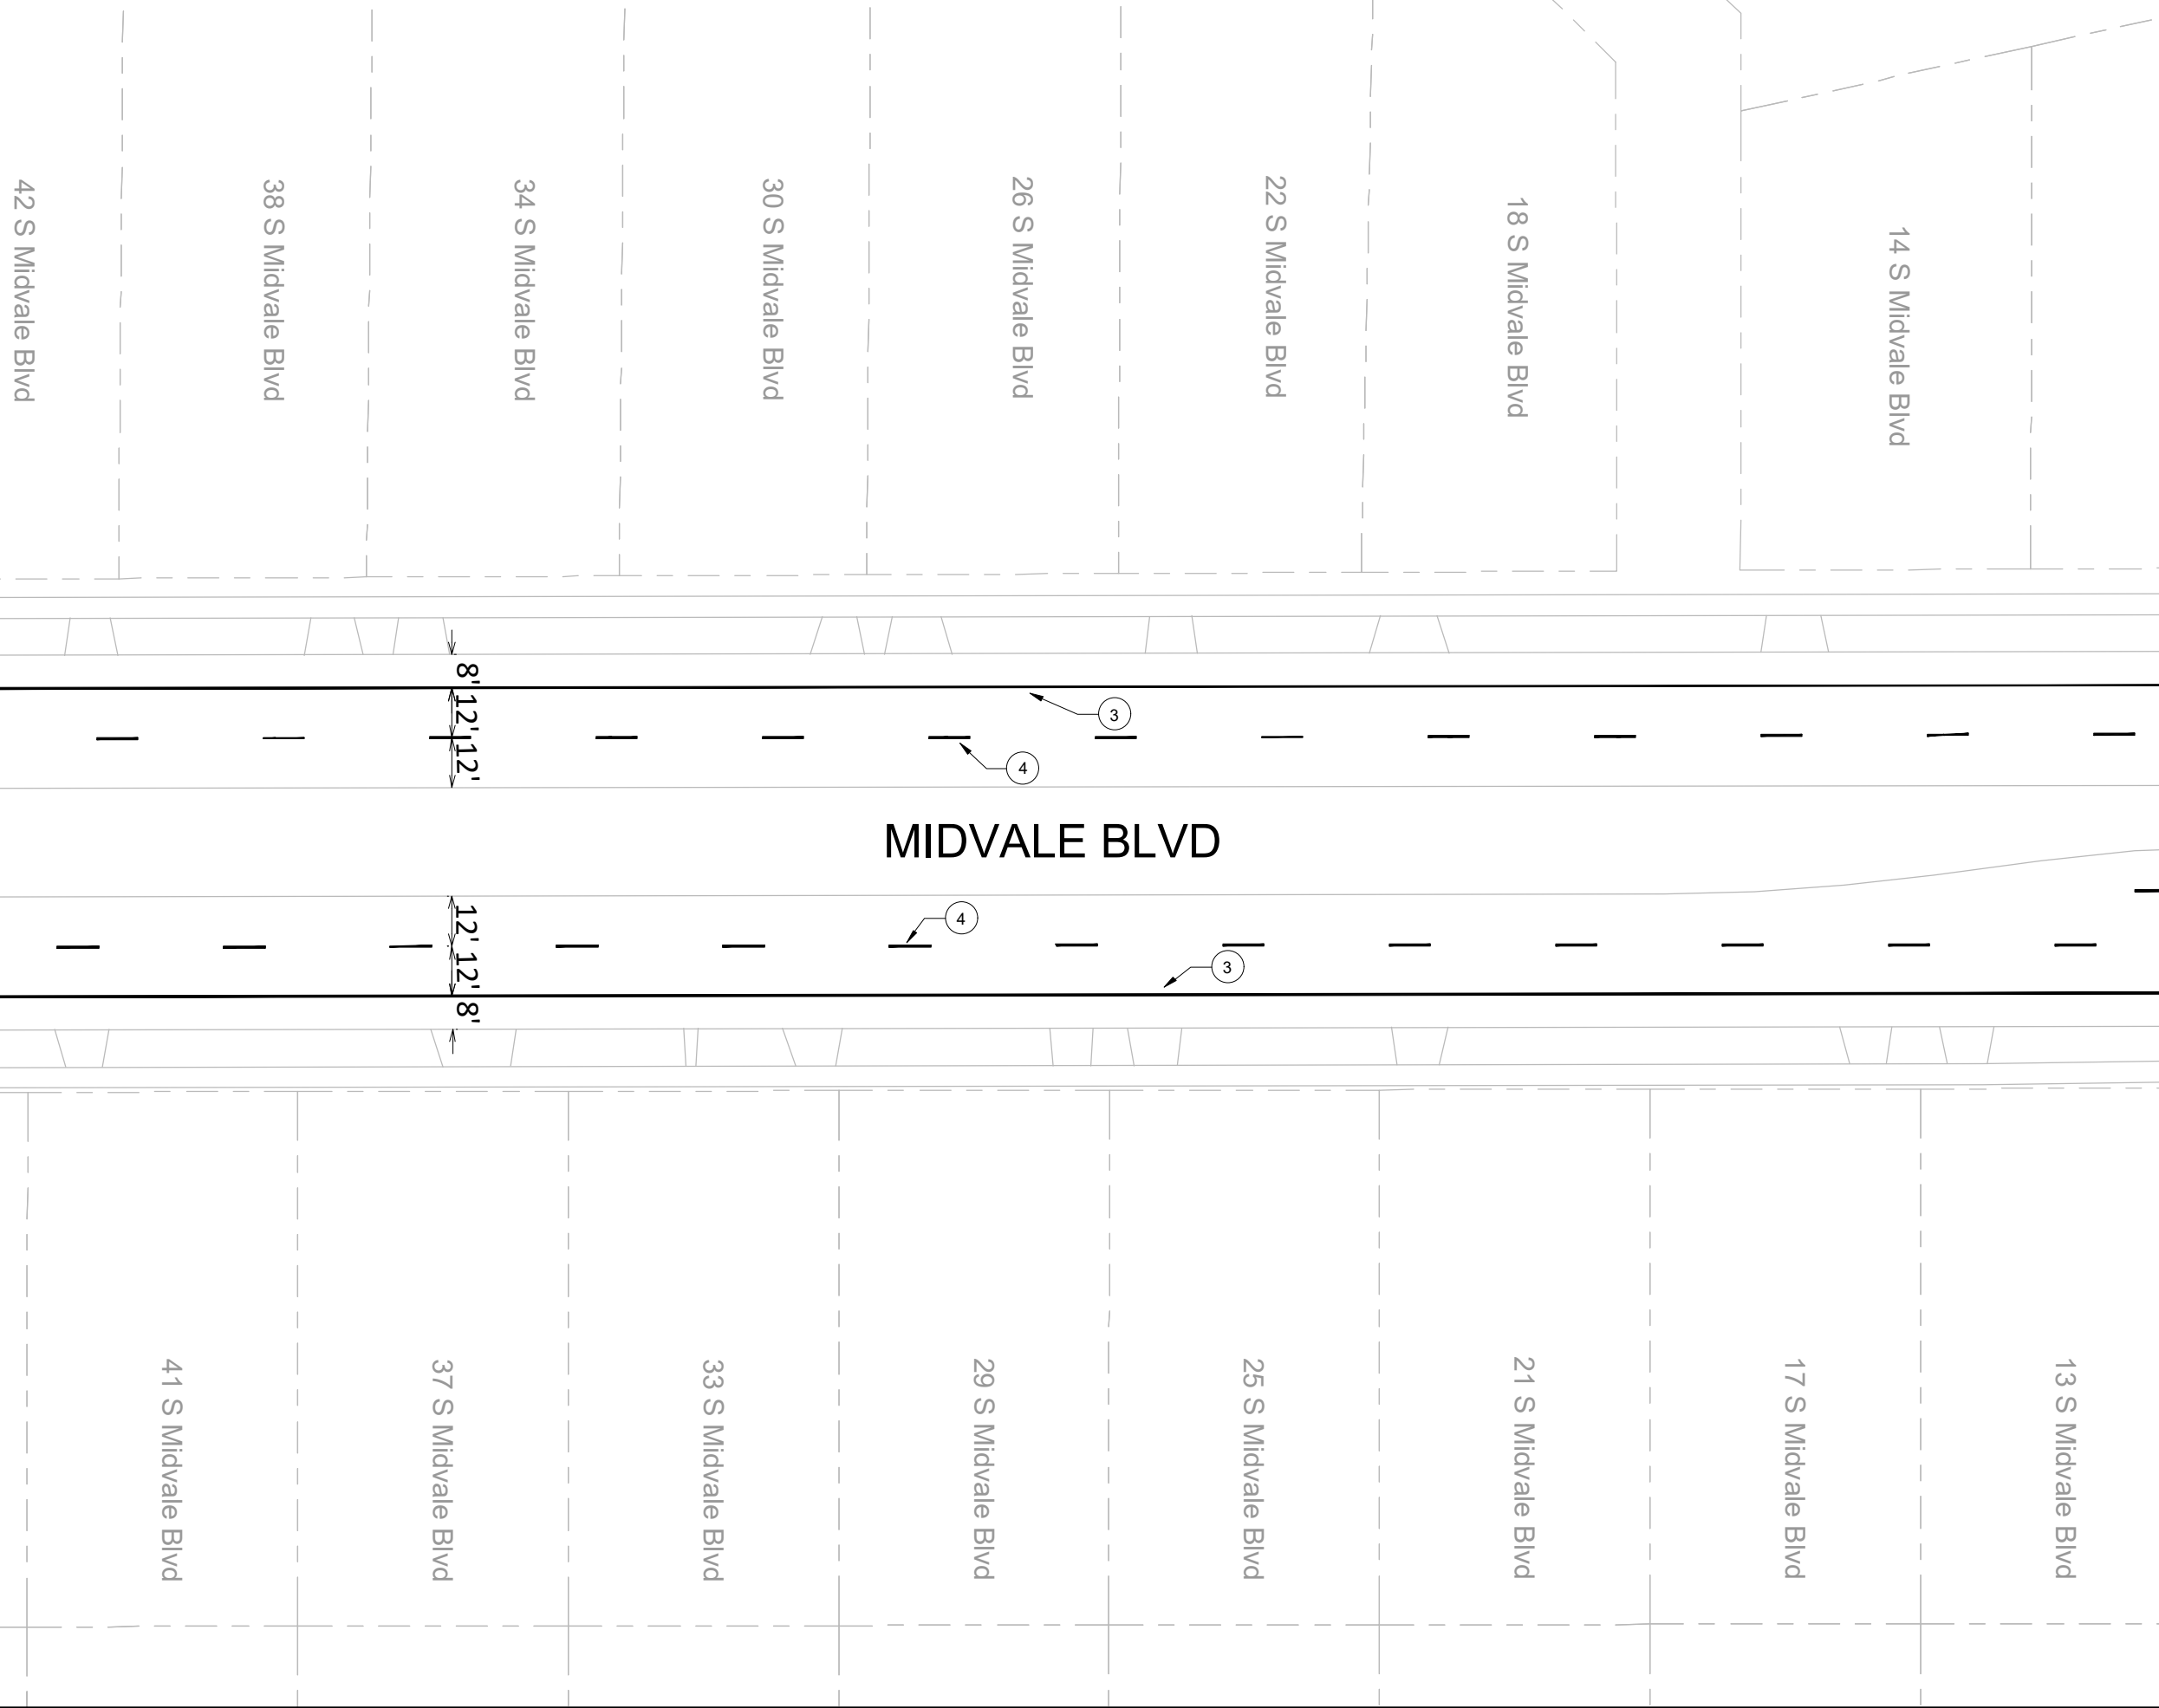 42 S Midvale Blvd
38 S Midvale Blvd
34 S Midvale Blvd
30 S Midvale Blvd
26 S Midvale Blvd
22 S Midvale Blvd
18 S Midvale Blvd
14 S Midvale Blvd
8'
12'
12'
3
4
MIDVALE BLVD
12'
12'
8'
4
3
41 S Midvale Blvd
37 S Midvale Blvd
33 S Midvale Blvd
29 S Midvale Blvd
25 S Midvale Blvd
21 S Midvale Blvd
17 S Midvale Blvd
13 S Midvale Blvd